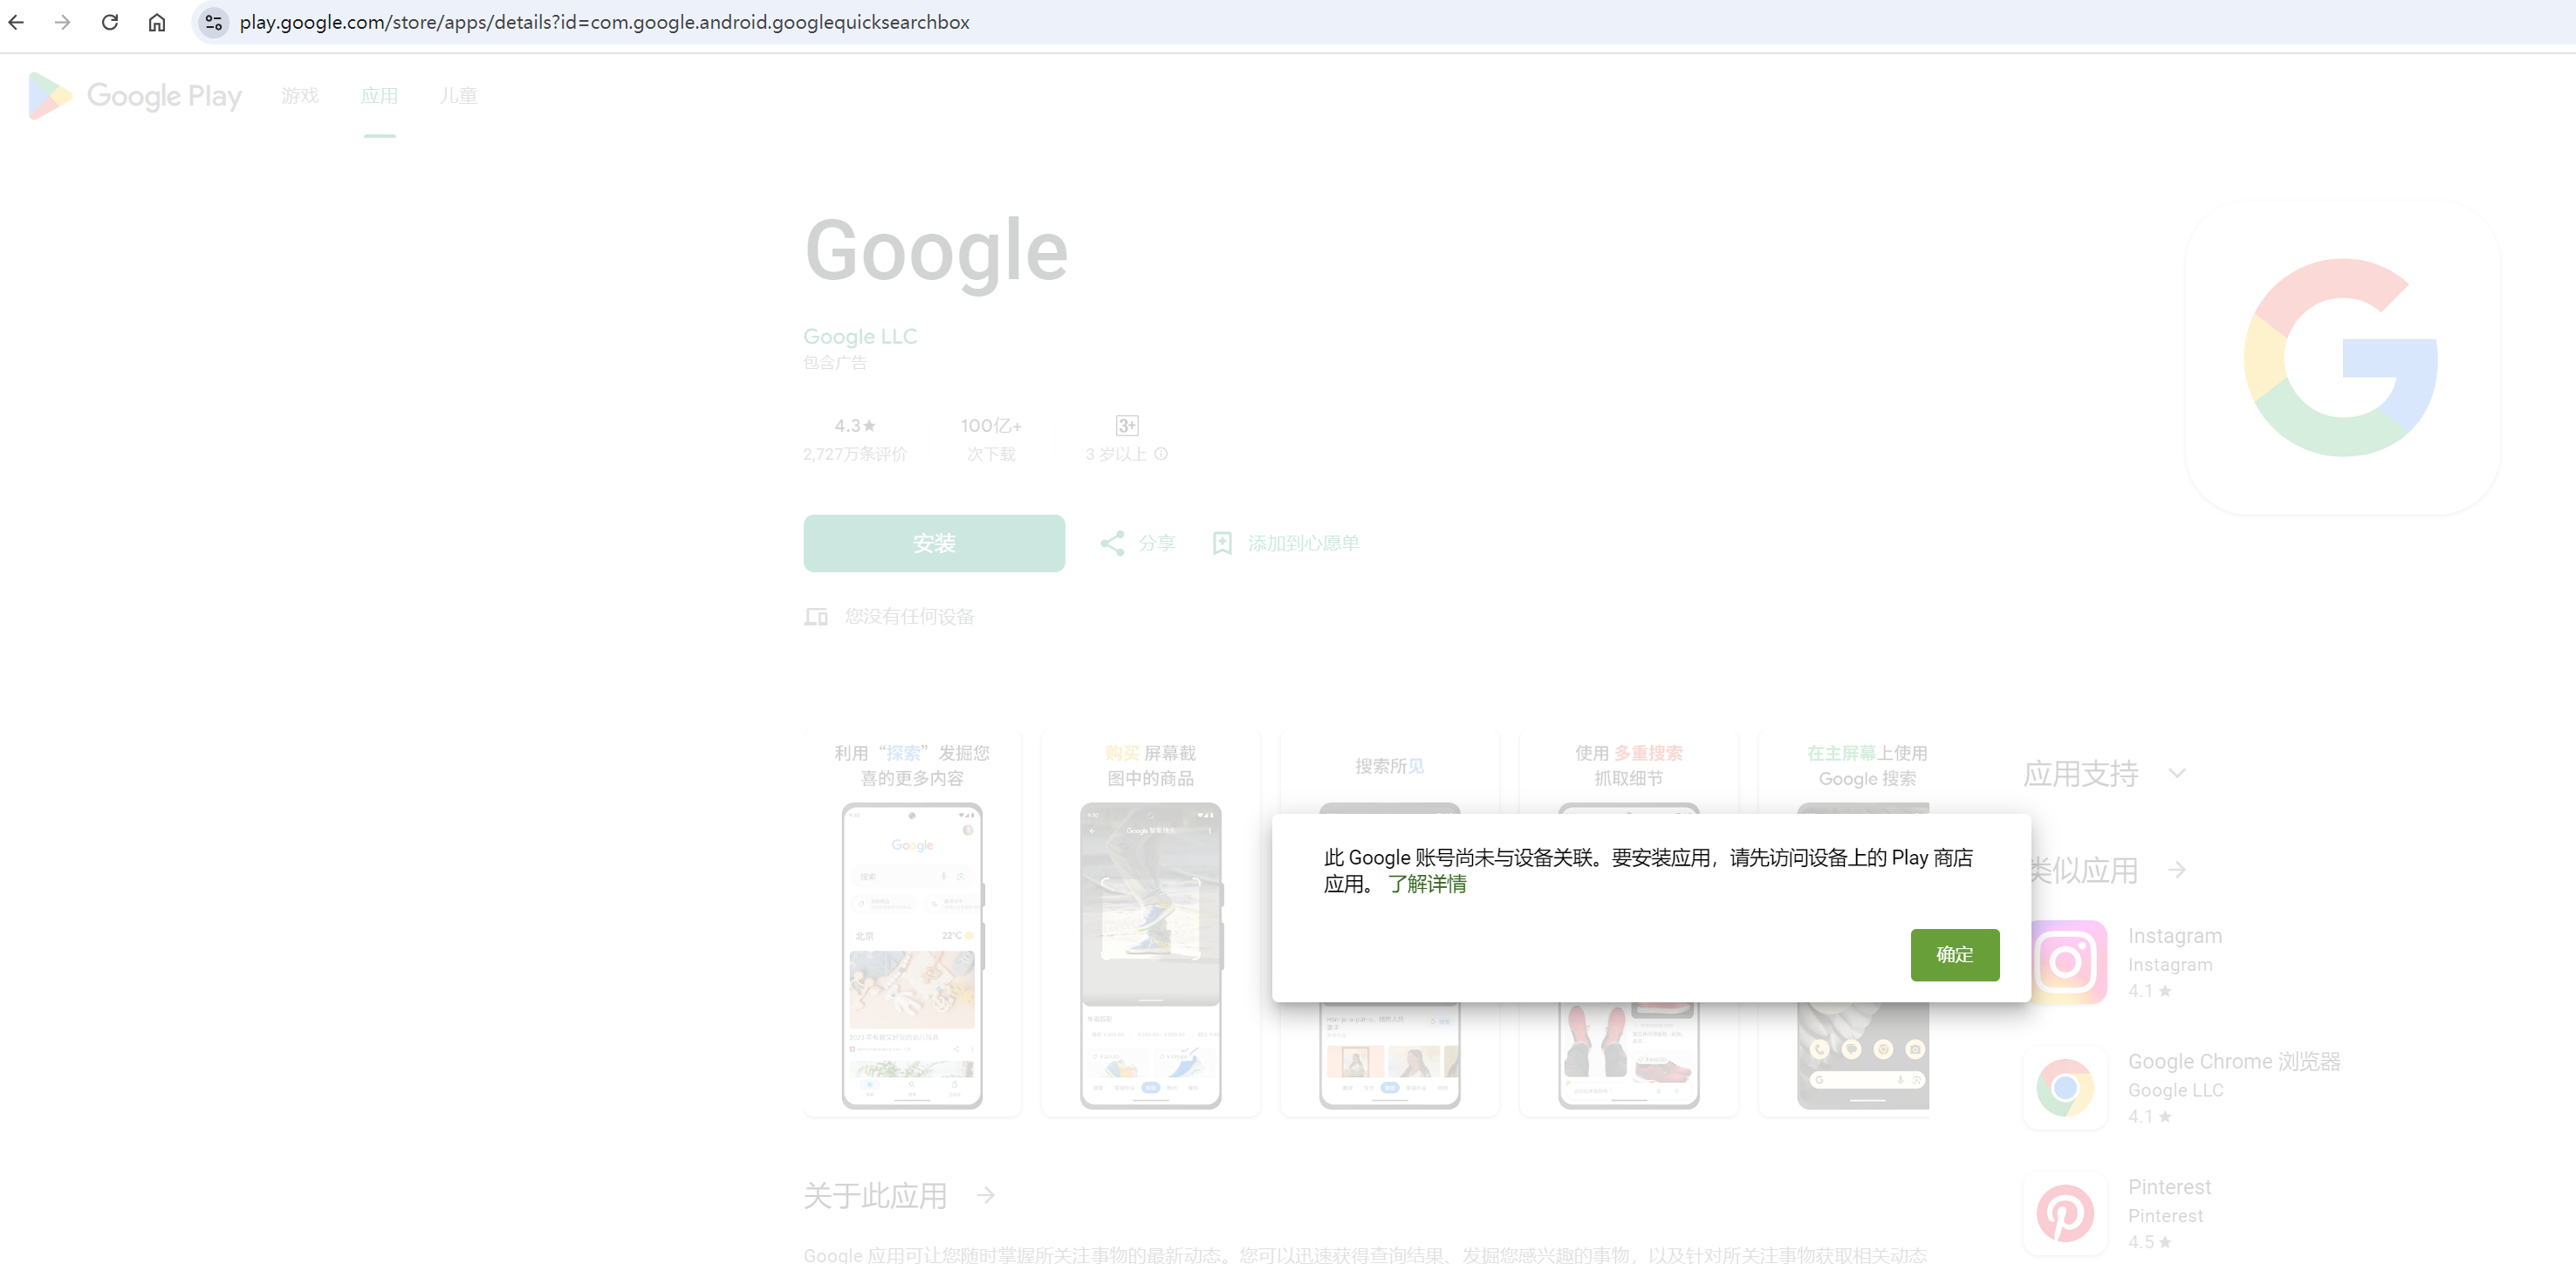 play.google.com/store/apps/details?id=com.google.android.googlequicksearchbox
Google Play 游戏 应用 儿童
Google
Google LLC
包含广告
4.3★ 100亿+ 3+
2,727万条评价 次下载 3 岁以上
安装 分享 添加到心愿单
您没有任何设备
利用“探索”发掘您
喜的更多内容
Google
搜索
北京 22°C
购买 屏幕截
图中的商品
搜索所见
使用 多重搜索
抓取细节
在主屏幕上使用
Google 搜索
应用支持
此 Google 账号尚未与设备关联。要安装应用，请先访问设备上的 Play 商店
应用。 了解详情
确定
类似应用
Instagram
Instagram
4.1★
Google Chrome 浏览器
Google LLC
4.1★
Pinterest
Pinterest
4.5★
关于此应用
Google 应用可让您随时掌握所关注事物的最新动态。您可以迅速获得查询结果、发掘您感兴趣的事物，以及针对所关注事物获取相关动态